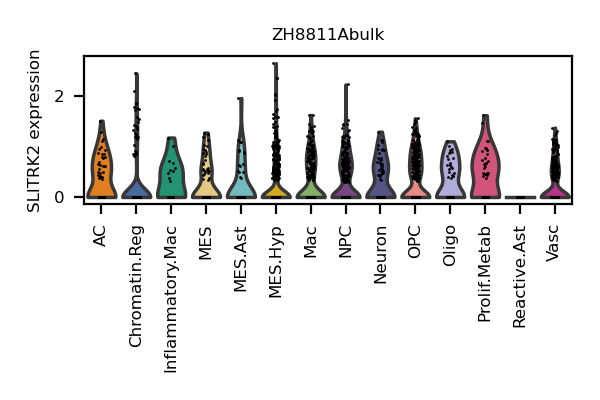 ZH8811Abulk
SLITRK2 expression
2
0
AC
Chromatin.Reg
Inflammatory.Mac
MES
MES.Ast
MES.Hyp
Mac
NPC
Neuron
OPC
Oligo
Prolif.Metab
Reactive.Ast
Vasc